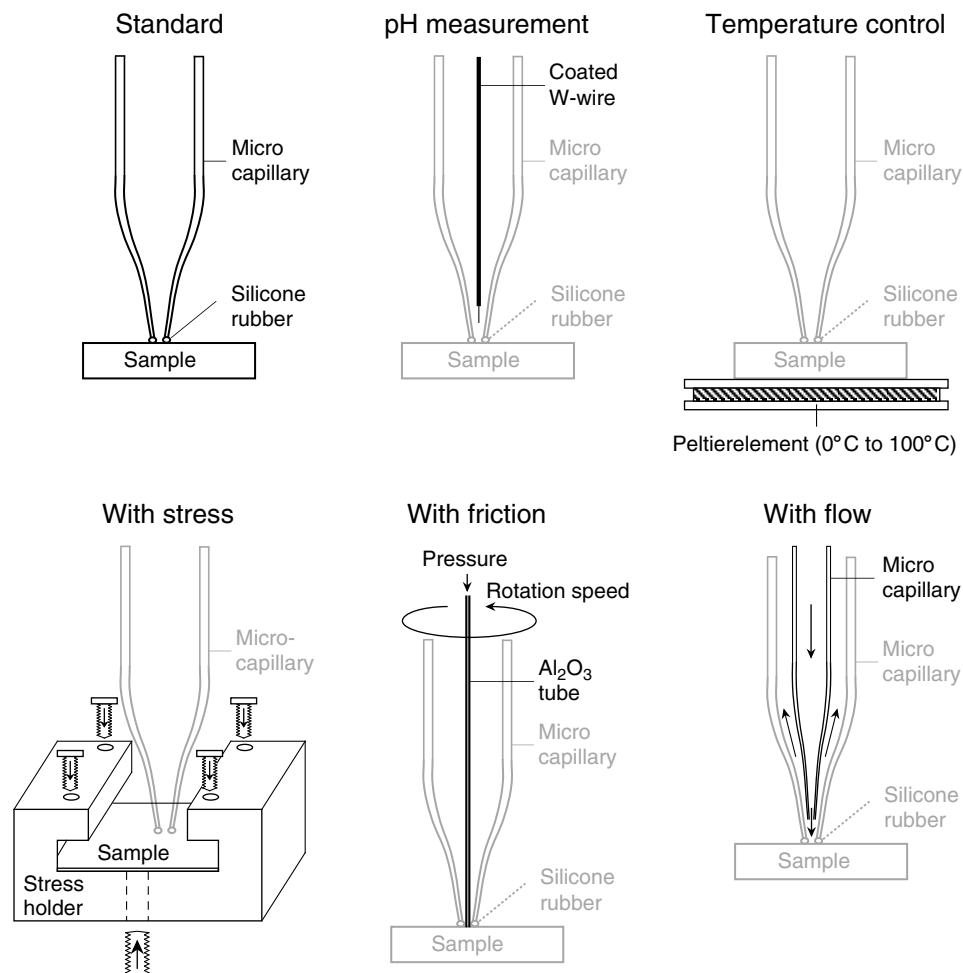 Standard
Micro
capillary
Silicone
rubber
Sample
pH measurement
Coated
W-wire
Micro
capillary
Silicone
rubber
Sample
Temperature control
Micro
capillary
Silicone
rubber
Sample
Peltierelement (0°C to 100°C)
With stress
Micro-
capillary
Sample
Stress
holder
With friction
Pressure
Rotation speed
Al₂O₃
tube
Micro
capillary
Silicone
rubber
Sample
With flow
Micro
capillary
Micro
capillary
Silicone
rubber
Sample